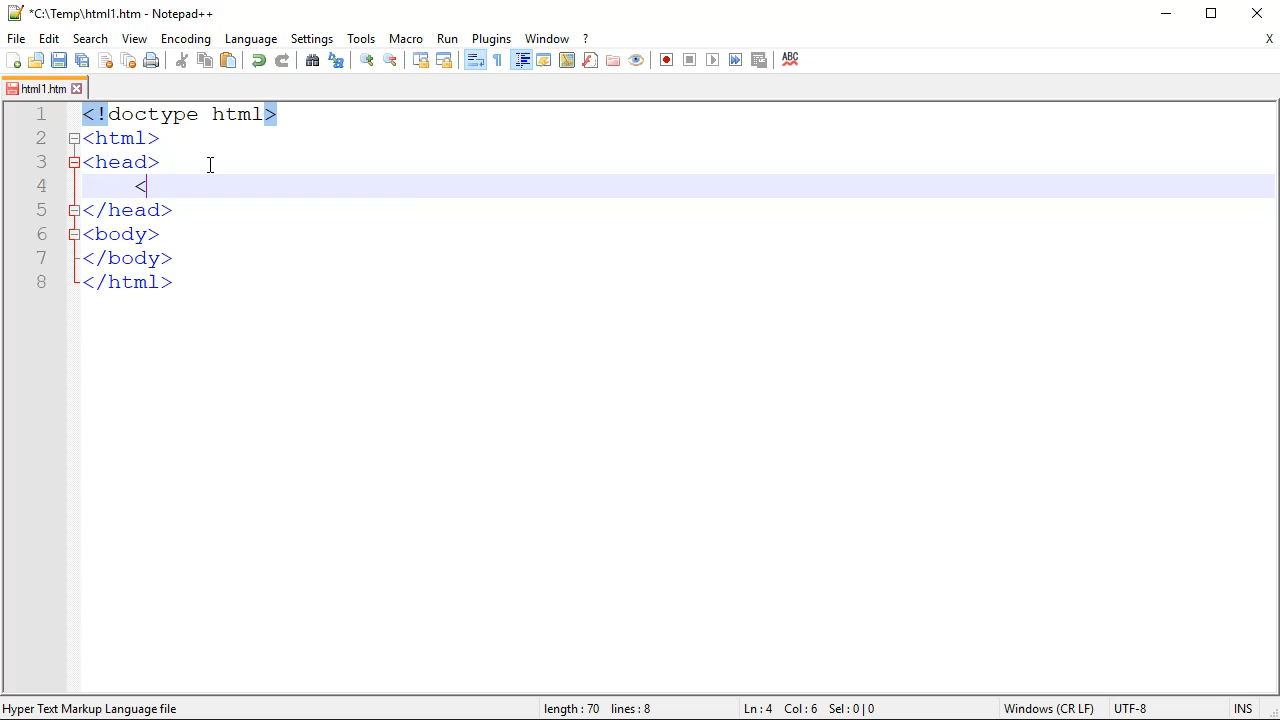 *C:\Temp\html1.htm - Notepad++
File Edit Search View Encoding Language Settings Tools Macro Run Plugins Window ? X
ABC
html1.htm
1 <!doctype html>
2 <html>
3 <head>
4 <
5 </head>
6 <body>
7 </body>
8 </html>
Hyper Text Markup Language file length : 70 lines : 8 Ln : 4 Col : 6 Sel : 0 | 0 Windows (CR LF) UTF-8 INS